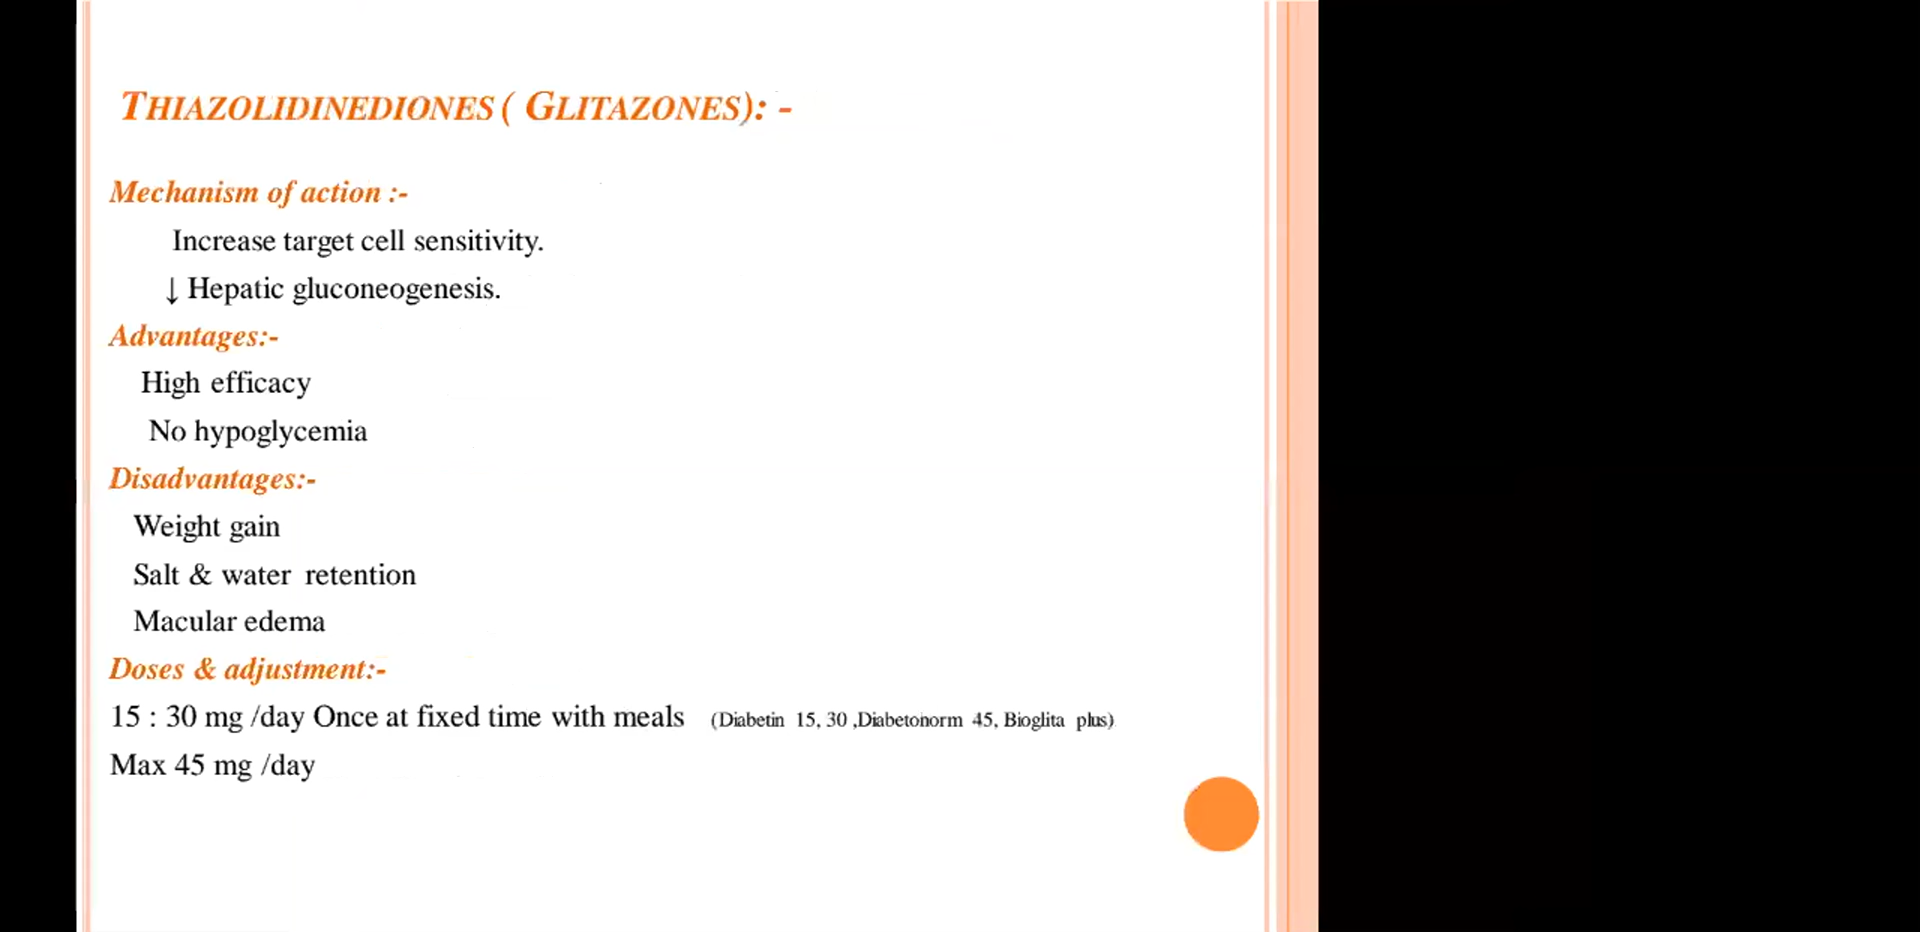 THIAZOLIDINEDIONES ( GLITAZONES): -
Mechanism of action :-
Increase target cell sensitivity.
↓ Hepatic gluconeogenesis.
Advantages:-
High efficacy
No hypoglycemia
Disadvantages:-
Weight gain
Salt & water retention
Macular edema
Doses & adjustment:-
15 : 30 mg /day Once at fixed time with meals (Diabetin 15, 30 ,Diabetonorm 45, Bioglita plus)
Max 45 mg /day